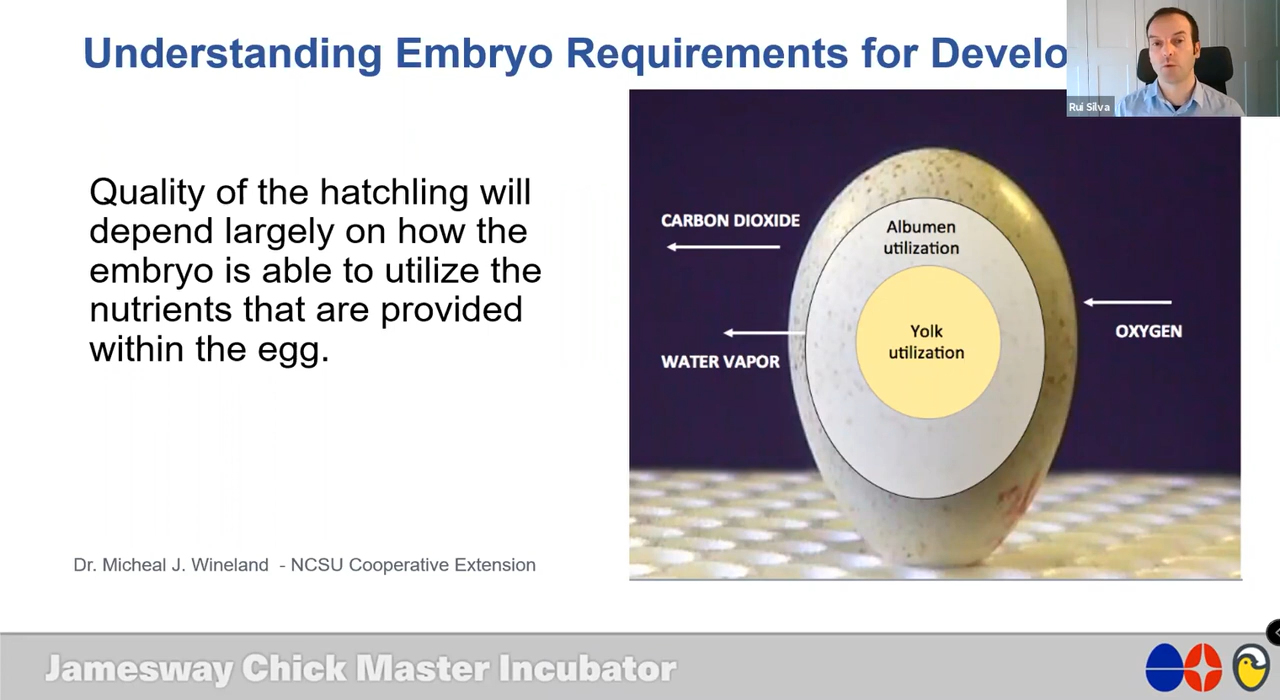 Understanding Embryo Requirements for Develo
Rui Silva
Quality of the hatchling will
depend largely on how the
embryo is able to utilize the
nutrients that are provided
within the egg.
CARBON DIOXIDE
WATER VAPOR
Albumen
utilization
Yolk
utilization
OXYGEN
Dr. Micheal J. Wineland - NCSU Cooperative Extension
Jamesway Chick Master Incubator